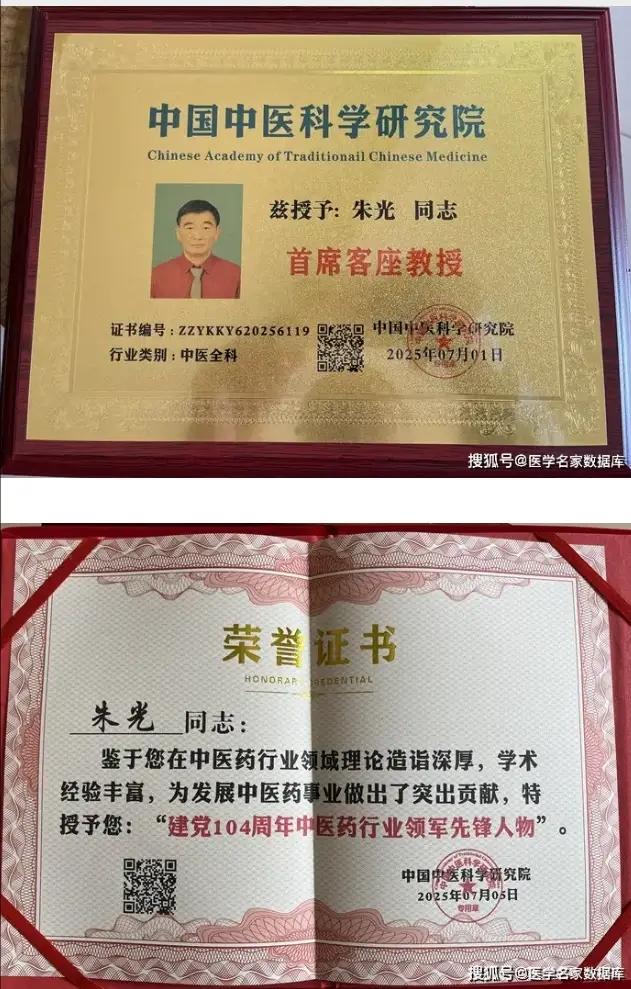 中国中医科学研究院
Chinese Academy of Traditionail Chinese Medicine
兹授予: 朱光 同志
首席客座教授
证书编号：ZZYKKY620256119
行业类别：中医全科
中国中医科学研究院
2025年07月01日
搜狐号@医学名家数据库
荣誉证书
HONORARY CREDENTIAL
朱光 同志：
鉴于您在中医药行业领域理论造诣深厚，学术
经验丰富，为发展中医药事业做出了突出贡献，特
授予您：“建党104周年中医药行业领军先锋人物”。
中国中医科学研究院
2025年07月05日
专用章
搜狐号@医学名家数据库